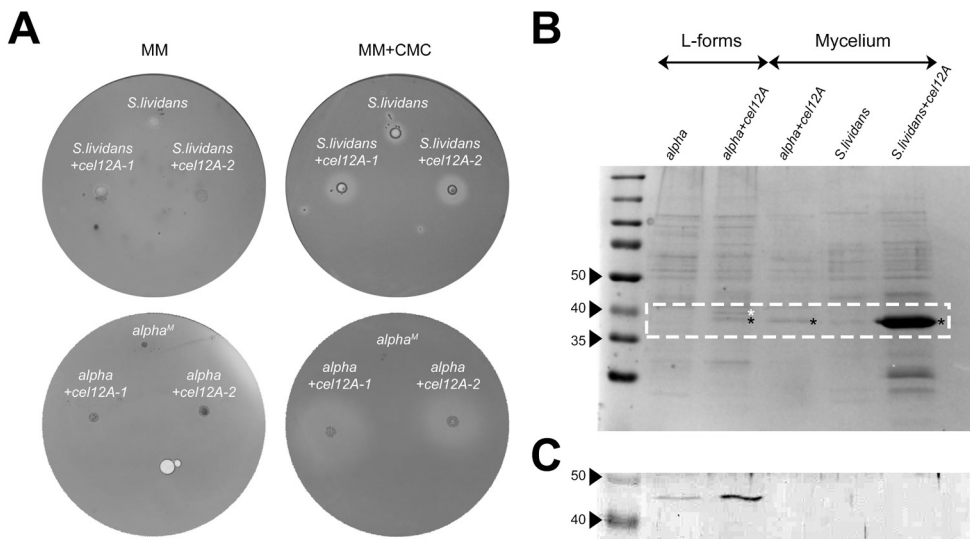 A
MM
MM+CMC
S.lividans
S.lividans
+cel12A-1
S.lividans
+cel12A-2
S.lividans
S.lividans
+cel12A-1
S.lividans
+cel12A-2
alphaᴹ
alpha
+cel12A-1
alpha
+cel12A-2
alphaᴹ
alpha
+cel12A-1
alpha
+cel12A-2
B
L-forms
Mycelium
alpha
alpha+cel12A
alpha+cel12A
S.lividans
S.lividans+cel12A
50
40
35
*
*
*
*
C
50
40